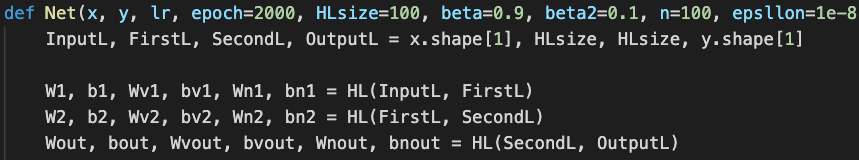 def Net(x, y, lr, epoch=2000, HLsize=100, beta=0.9, beta2=0.1, n=100, epsllon=1e-8
InputL, FirstL, SecondL, OutputL = x.shape[1], HLsize, HLsize, y.shape[1]
W1, b1, Wv1, bv1, Wn1, bn1 = HL(InputL, FirstL)
W2, b2, Wv2, bv2, Wn2, bn2 = HL(FirstL, SecondL)
Wout, bout, Wvout, bvout, Wnout, bnout = HL(SecondL, OutputL)